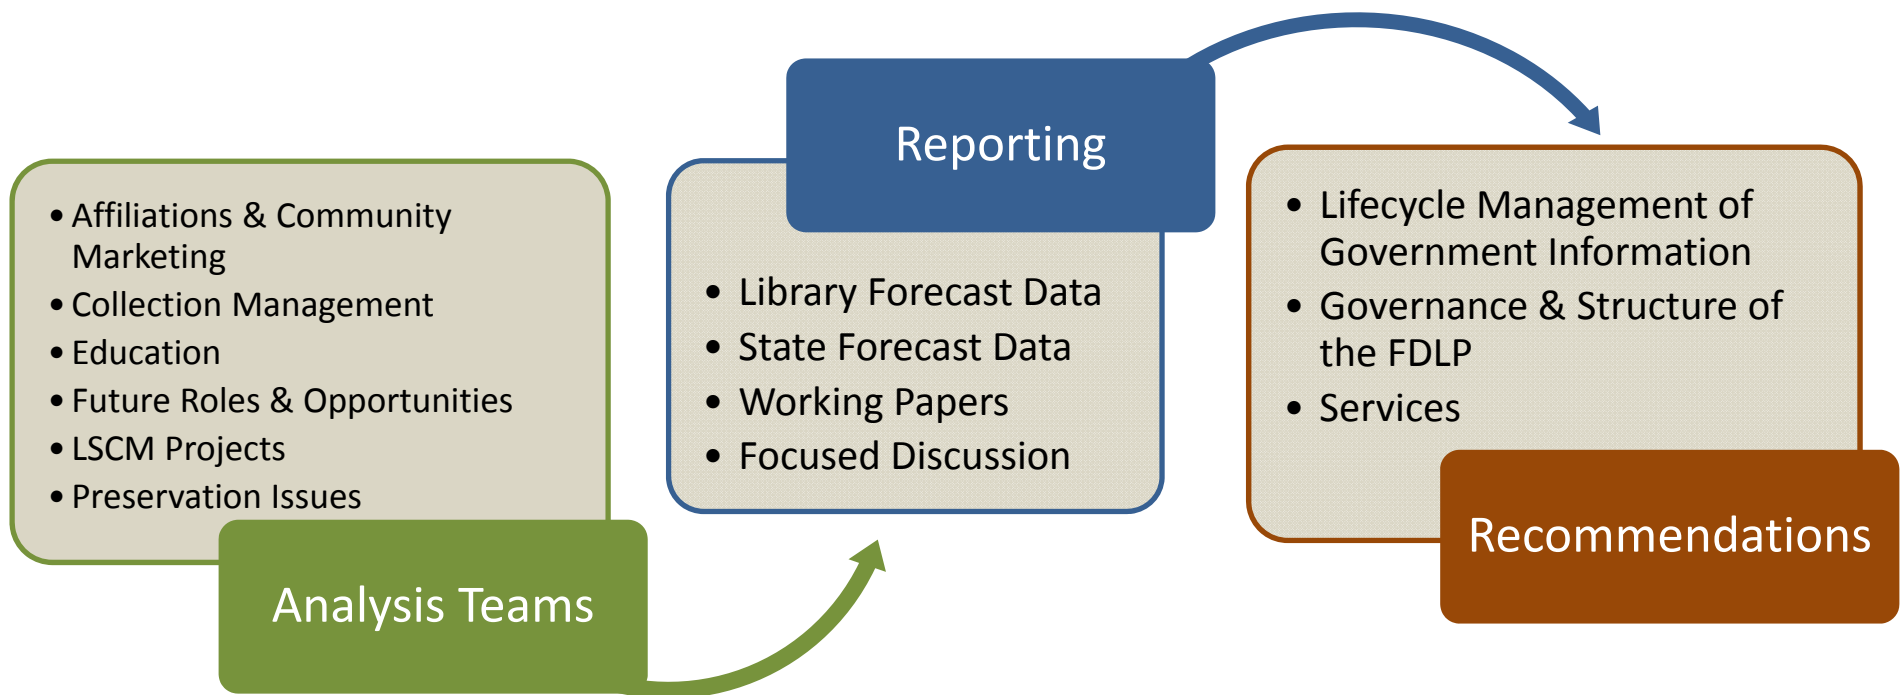 • Affiliations & Community
Marketing
• Collection Management
• Education
• Future Roles & Opportunities
• LSCM Projects
• Preservation Issues
Analysis Teams
Reporting
• Library Forecast Data
• State Forecast Data
• Working Papers
• Focused Discussion
• Lifecycle Management of
Government Information
• Governance & Structure of
the FDLP
• Services
Recommendations